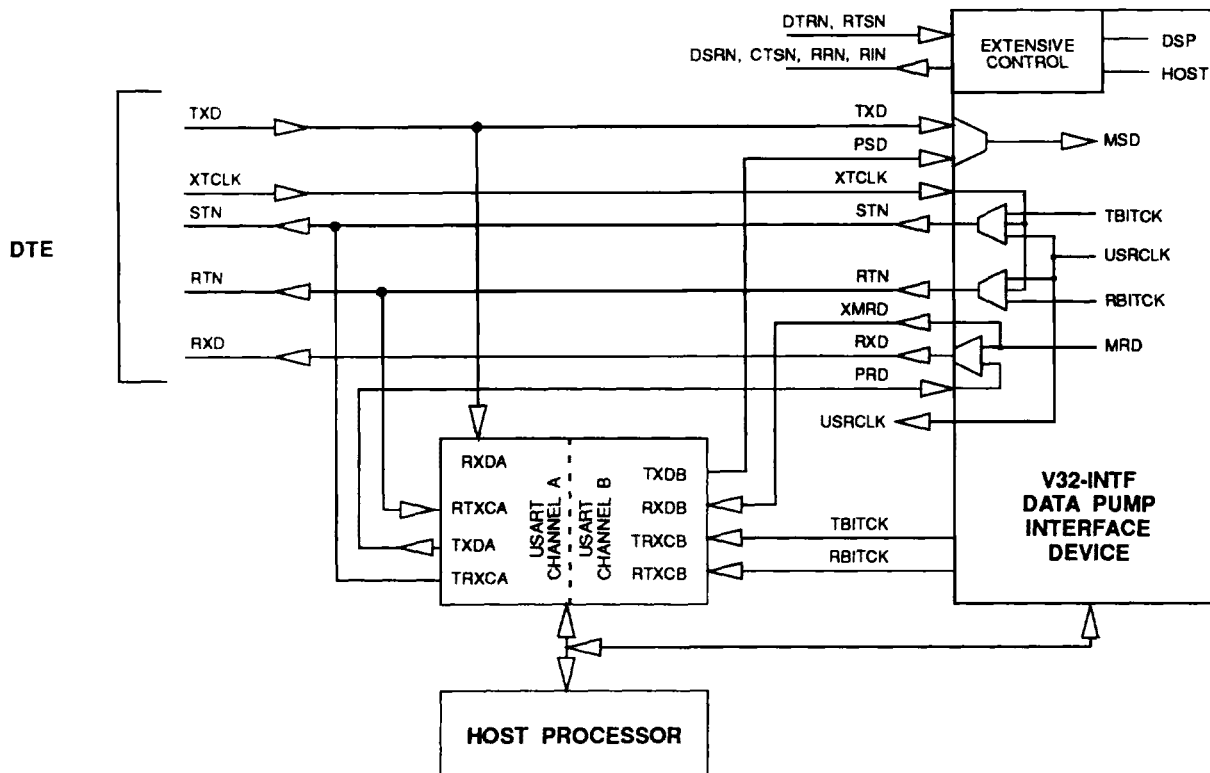 DTRN, RTSN
DSRN, CTSN, RRN, RIN
EXTENSIVE
CONTROL
DSP
HOST
DTE
TXD
XTCLK
STN
RTN
RXD
TXD
PSD
XTCLK
STN
RTN
XMRD
RXD
PRD
USRCLK
MSD
TBITCK
USRCLK
RBITCK
MRD
RXDA
RTXCA
TXDA
TRXCA
USART
CHANNEL A
USART
CHANNEL B
TXDB
RXDB
TRXCB
RTXCB
TBITCK
RBITCK
V32-INTF
DATA PUMP
INTERFACE
DEVICE
HOST PROCESSOR